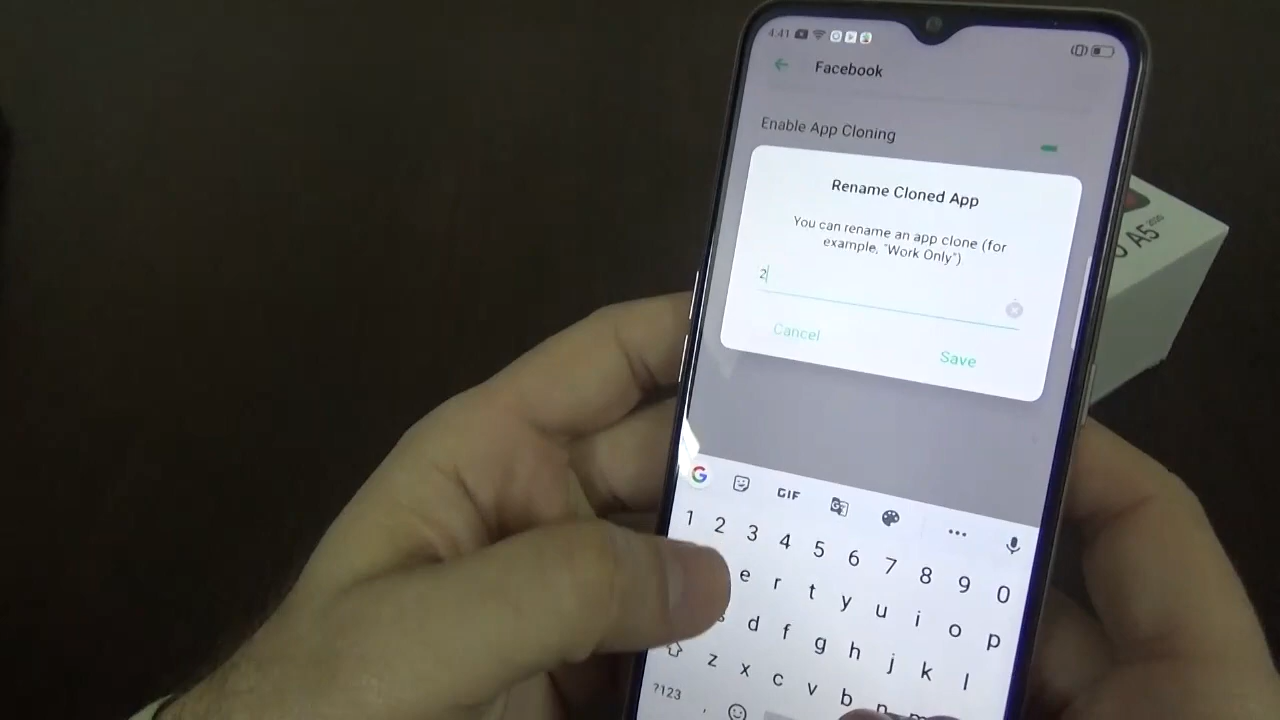 4:41
Facebook
Enable App Cloning
Rename Cloned App
You can rename an app clone (for
example, "Work Only")
2
Cancel
Save
A5 2020
G
GIF
1 2 3 4 5 6 7 8 9 0
e r t y u i o p
d f g h j k l
z x c v b n
?123 ,